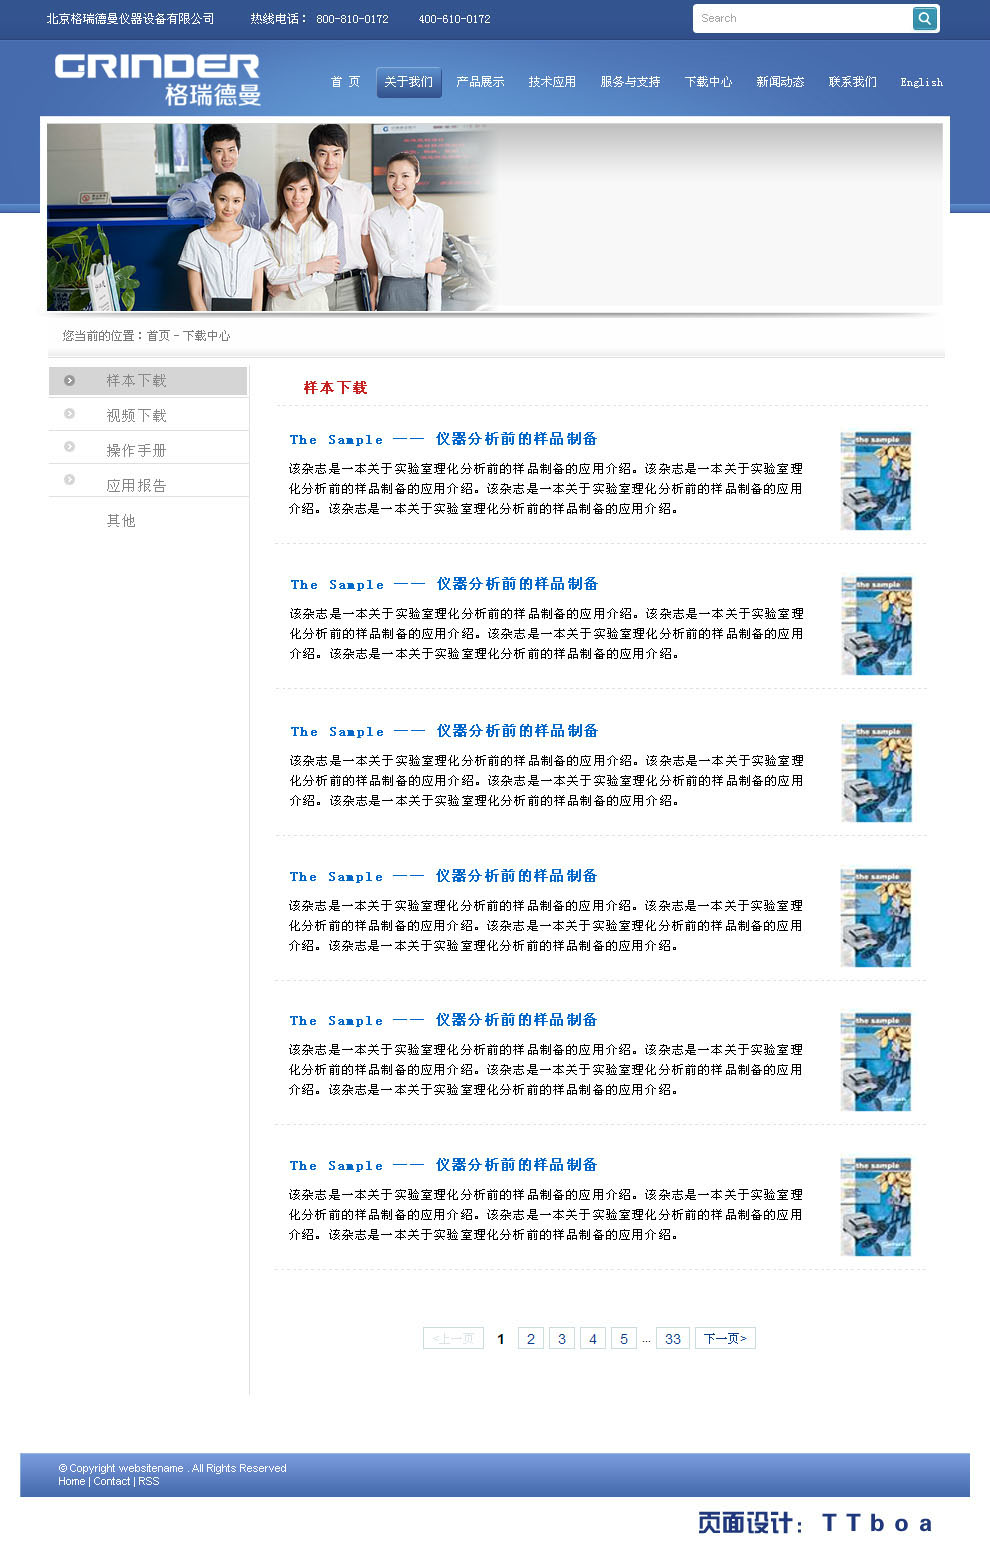 北京格瑞德曼仪器设备有限公司 热线电话： 800-810-0172 400-610-0172
Search
GRINDER
格瑞德曼
首 页 关于我们 产品展示 技术应用 服务与支持 下载中心 新闻动态 联系我们 English
您当前的位置：首页 - 下载中心
样本下载
视频下载
操作手册
应用报告
其他
样本下载
The Sample —— 仪器分析前的样品制备
该杂志是一本关于实验室理化分析前的样品制备的应用介绍。该杂志是一本关于实验室理
化分析前的样品制备的应用介绍。该杂志是一本关于实验室理化分析前的样品制备的应用
介绍。该杂志是一本关于实验室理化分析前的样品制备的应用介绍。
the sample
The Sample —— 仪器分析前的样品制备
该杂志是一本关于实验室理化分析前的样品制备的应用介绍。该杂志是一本关于实验室理
化分析前的样品制备的应用介绍。该杂志是一本关于实验室理化分析前的样品制备的应用
介绍。该杂志是一本关于实验室理化分析前的样品制备的应用介绍。
the sample
The Sample —— 仪器分析前的样品制备
该杂志是一本关于实验室理化分析前的样品制备的应用介绍。该杂志是一本关于实验室理
化分析前的样品制备的应用介绍。该杂志是一本关于实验室理化分析前的样品制备的应用
介绍。该杂志是一本关于实验室理化分析前的样品制备的应用介绍。
the sample
The Sample —— 仪器分析前的样品制备
该杂志是一本关于实验室理化分析前的样品制备的应用介绍。该杂志是一本关于实验室理
化分析前的样品制备的应用介绍。该杂志是一本关于实验室理化分析前的样品制备的应用
介绍。该杂志是一本关于实验室理化分析前的样品制备的应用介绍。
the sample
The Sample —— 仪器分析前的样品制备
该杂志是一本关于实验室理化分析前的样品制备的应用介绍。该杂志是一本关于实验室理
化分析前的样品制备的应用介绍。该杂志是一本关于实验室理化分析前的样品制备的应用
介绍。该杂志是一本关于实验室理化分析前的样品制备的应用介绍。
the sample
The Sample —— 仪器分析前的样品制备
该杂志是一本关于实验室理化分析前的样品制备的应用介绍。该杂志是一本关于实验室理
化分析前的样品制备的应用介绍。该杂志是一本关于实验室理化分析前的样品制备的应用
介绍。该杂志是一本关于实验室理化分析前的样品制备的应用介绍。
the sample
<上一页 1 2 3 4 5 ... 33 下一页>
© Copyright websitename . All Rights Reserved
Home | Contact | RSS
页面设计：TTboa